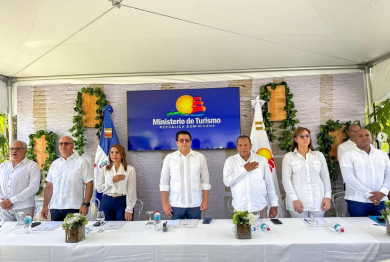 Ministerio de Turismo
REPÚBLICA DOMINICANA